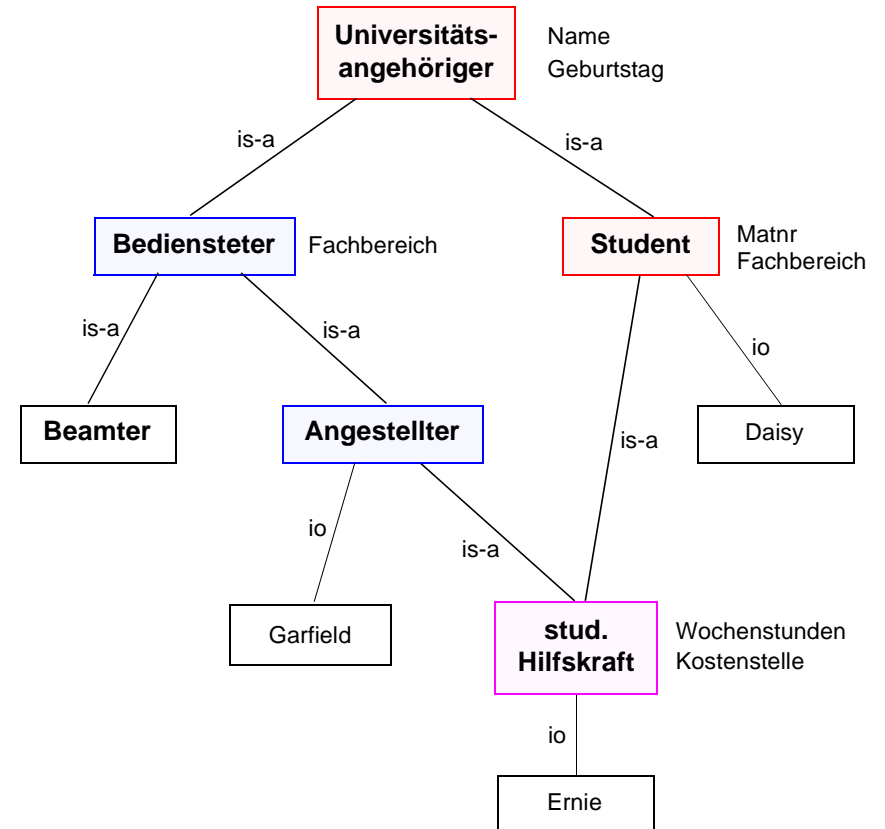 Universitäts-
angehöriger
Name
Geburtstag
is-a
is-a
Bediensteter
Fachbereich
Student
Matnr
Fachbereich
is-a
is-a
io
Beamter
Angestellter
is-a
Daisy
io
is-a
Garfield
stud.
Hilfskraft
Wochenstunden
Kostenstelle
io
Ernie